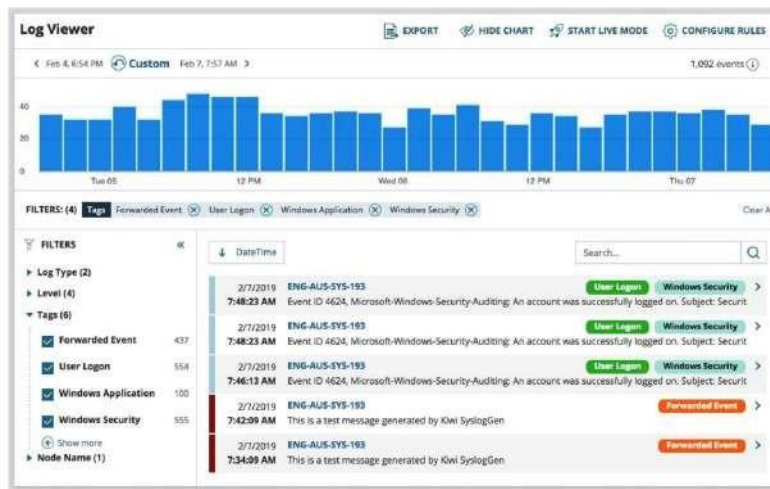 Log Viewer EXPORT HIDE CHART START LIVE MODE CONFIGURE RULES
Feb 4, 6:54 PM Custom Feb 7, 7:57 AM 1,092 events
40
20
0
Tue 05 12 PM Wed 06 12 PM Thu 07
FILTERS: (4) Tags Forwarded Event User Logon Windows Application Windows Security Clear A
FILTERS « DateTime Search...
Log Type (2)
Level (4)
Tags (6)
Forwarded Event 437
User Logon 554
Windows Application 100
Windows Security 555
Show more
Node Name (1)
2/7/2019 ENG-AUS-SYS-193 User Logon Windows Security
7:48:23 AM Event ID 4624, Microsoft-Windows-Security-Auditing: An account was successfully logged on. Subject: Securit
2/7/2019 ENG-AUS-SYS-193 User Logon Windows Security
7:48:23 AM Event ID 4624, Microsoft-Windows-Security-Auditing: An account was successfully logged on. Subject: Securit
2/7/2019 ENG-AUS-SYS-193 User Logon Windows Security
7:46:13 AM Event ID 4624, Microsoft-Windows-Security-Auditing: An account was successfully logged on. Subject: Securit
2/7/2019 ENG-AUS-SYS-193 Forwarded Event
7:42:09 AM This is a test message generated by Kiwi SyslogGen
2/7/2019 ENG-AUS-SYS-193 Forwarded Event
7:34:09 AM This is a test message generated by Kiwi SyslogGen